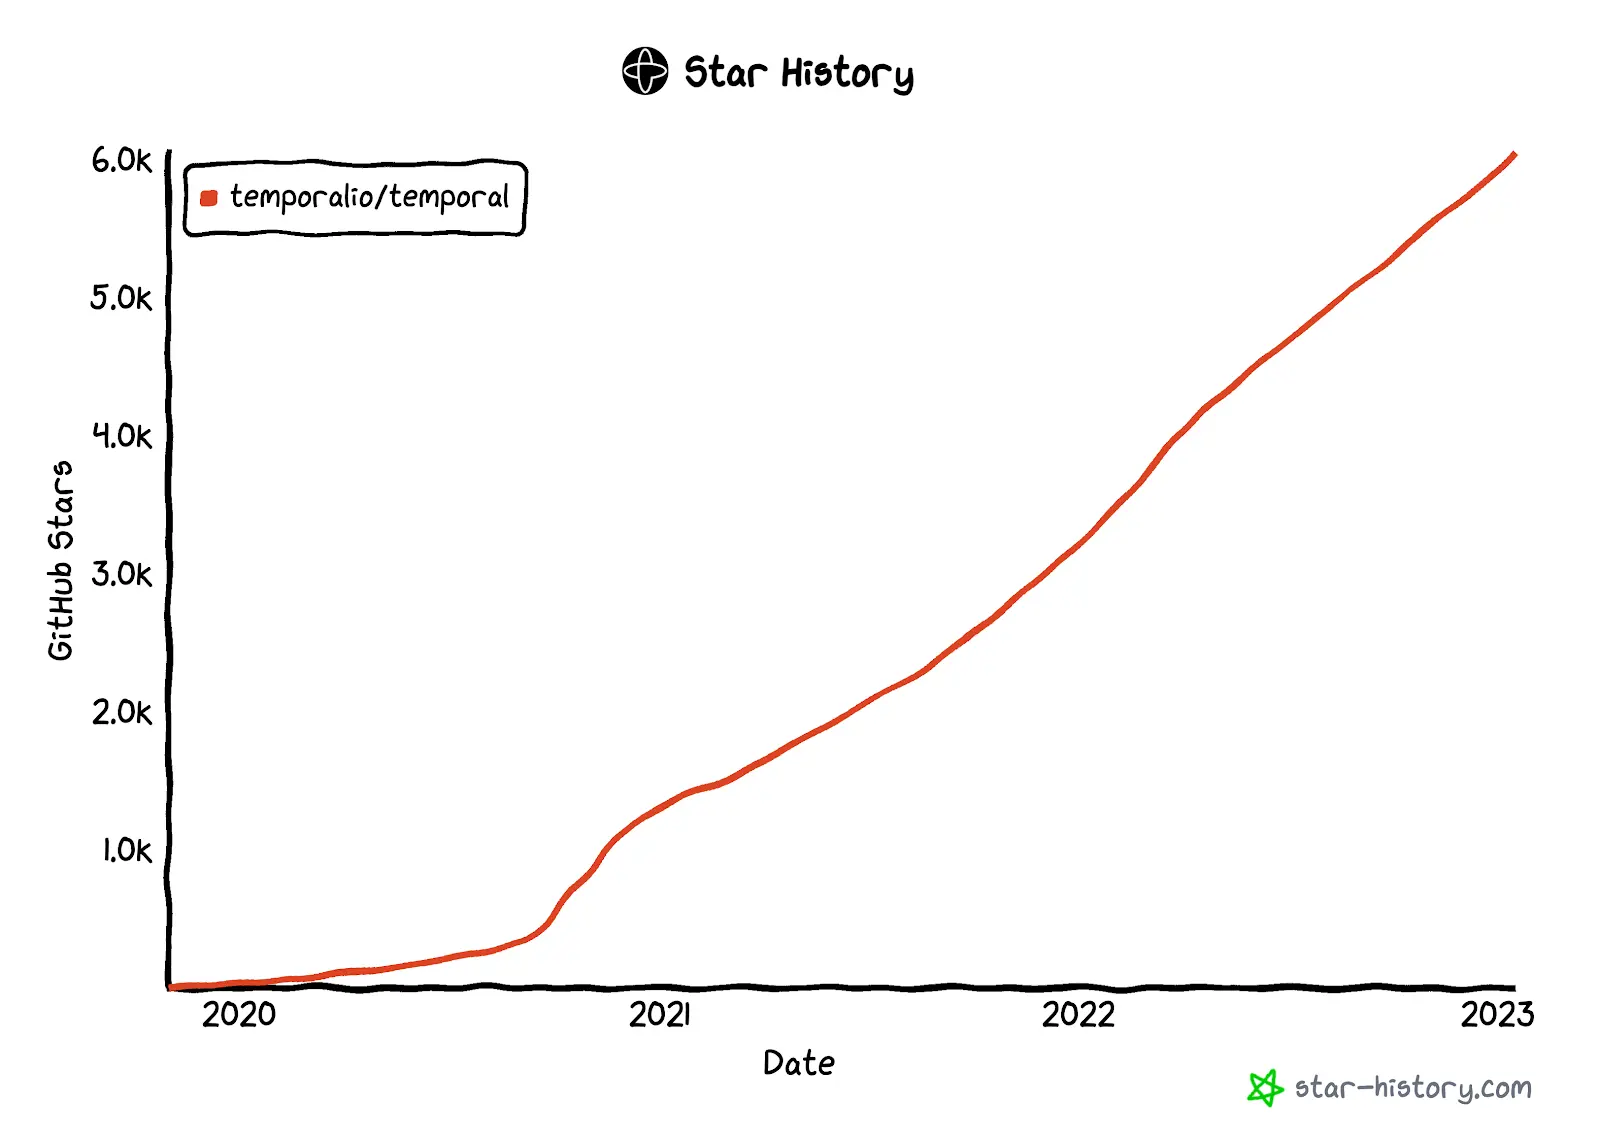 Star History
6.0k
temporalio/temporal
5.0k
4.0k
3.0k
2.0k
1.0k
GitHub Stars
2020
2021
2022
2023
Date
star-history.com